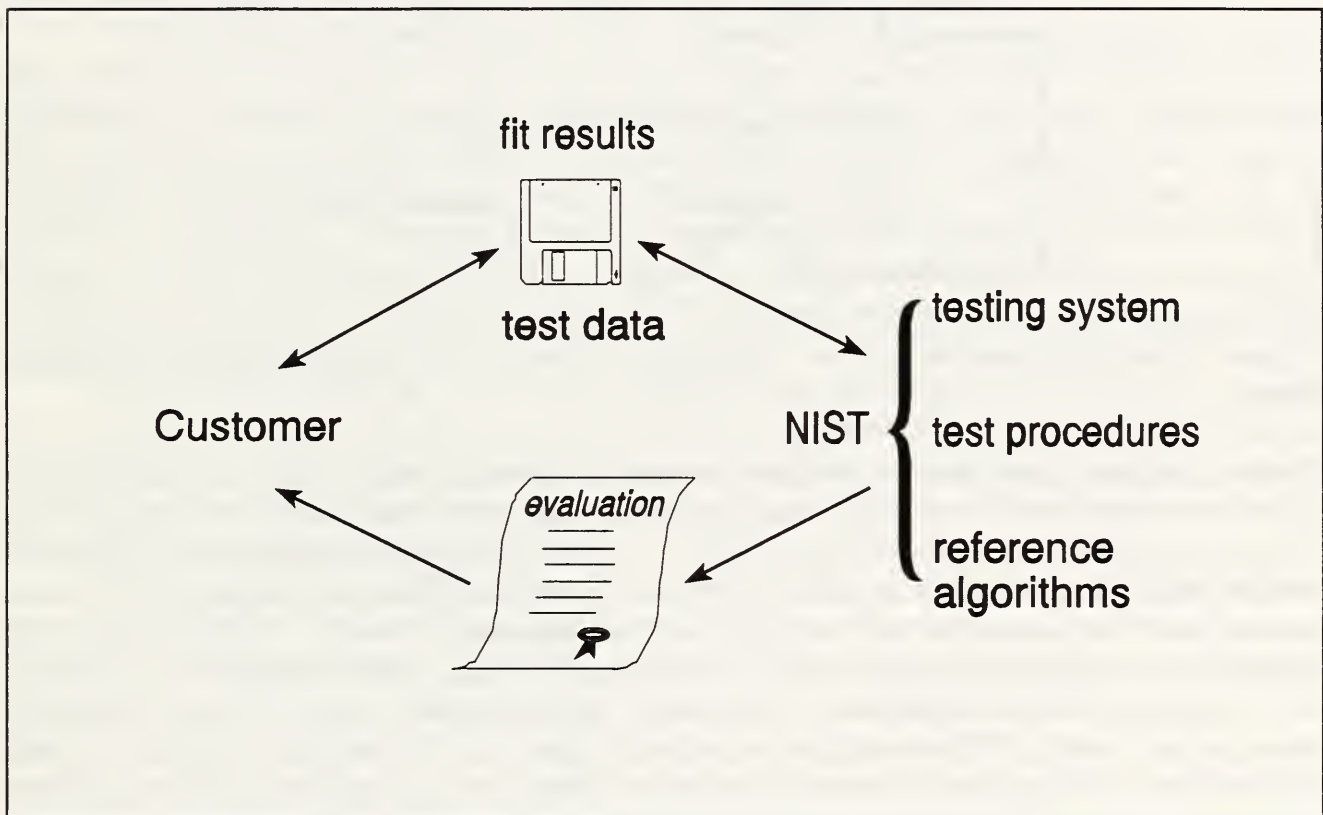 fit results
test data
testing system
Customer
NIST
test procedures
evaluation
reference
algorithms